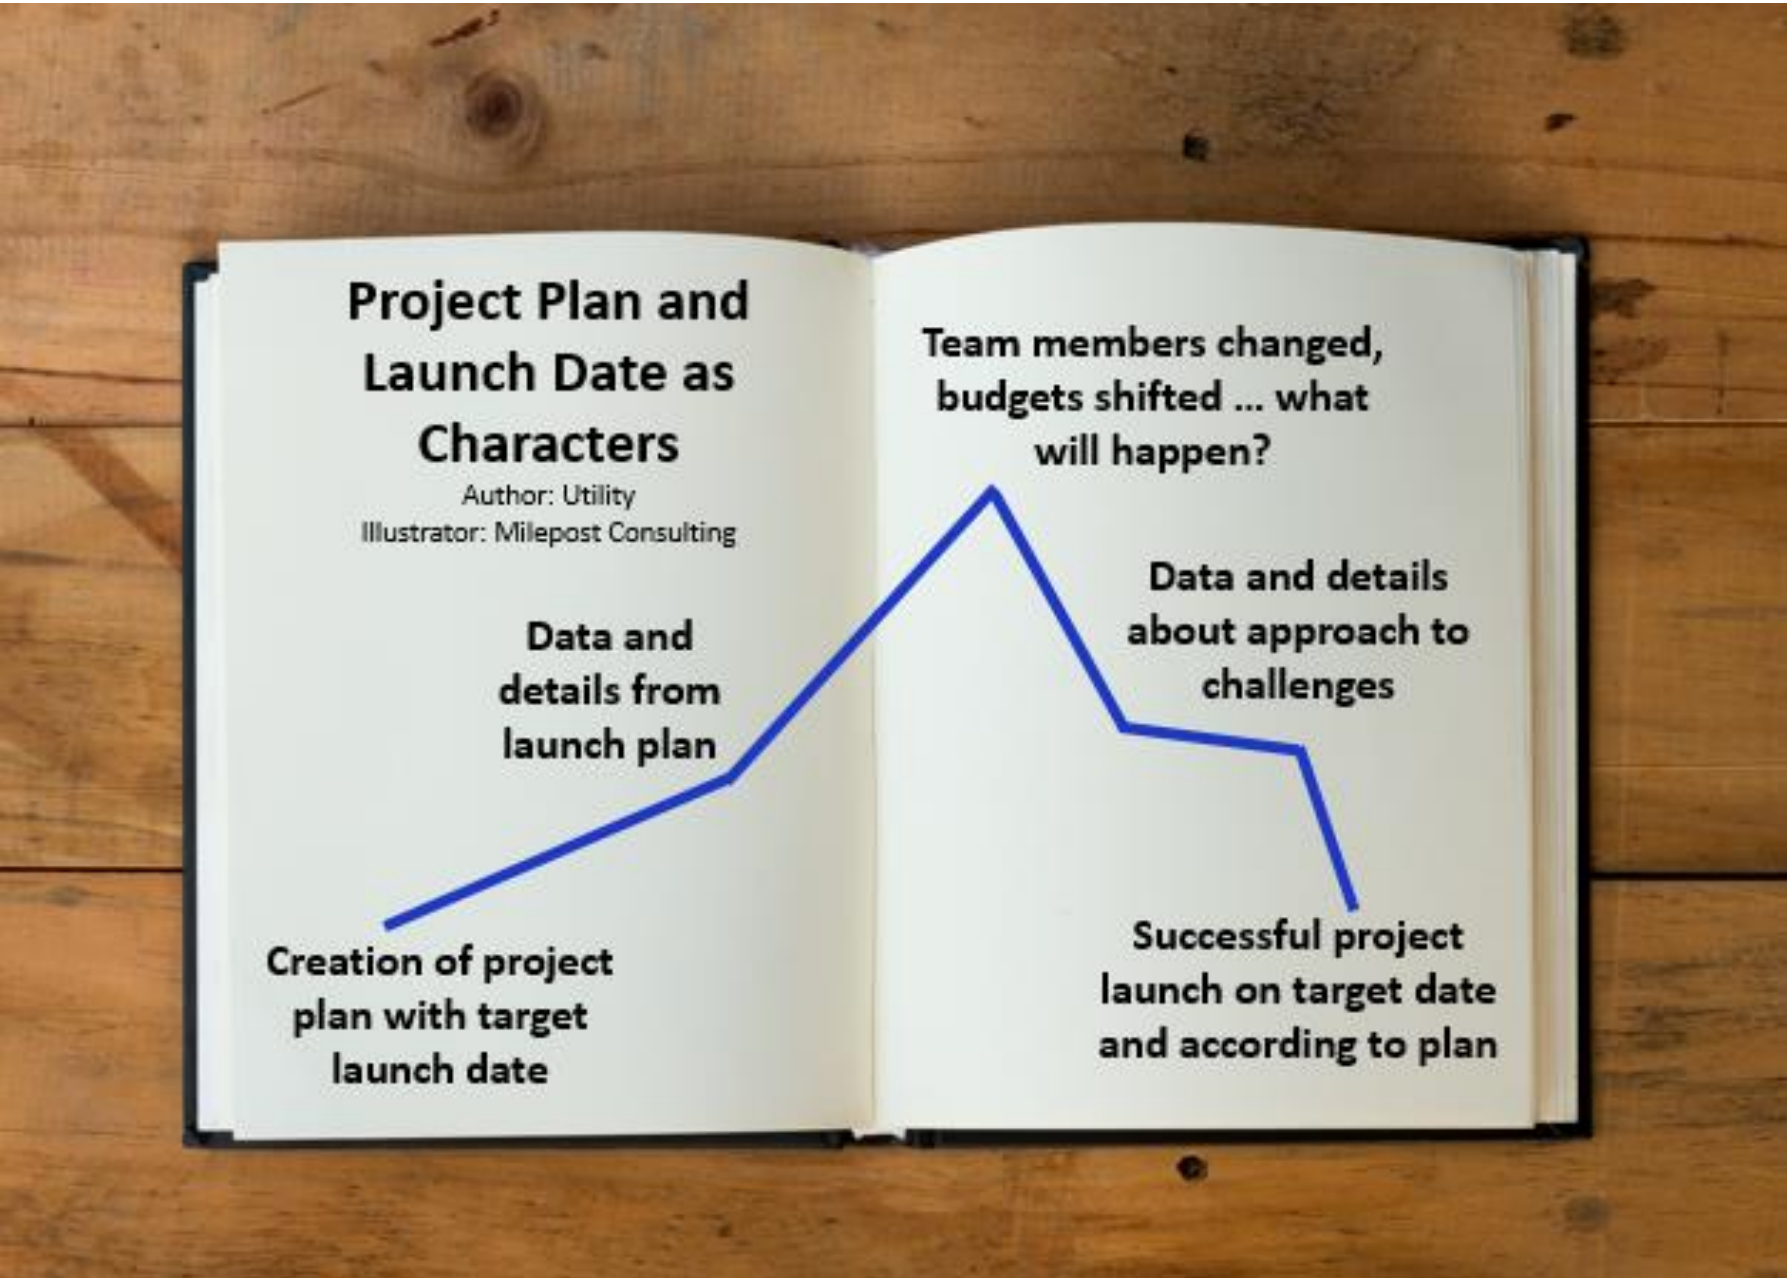 Project Plan and
Launch Date as
Characters
Author: Utility
Illustrator: Milepost Consulting
Data and
details from
launch plan
Creation of project
plan with target
launch date
Team members changed,
budgets shifted ... what
will happen?
Data and details
about approach to
challenges
Successful project
launch on target date
and according to plan